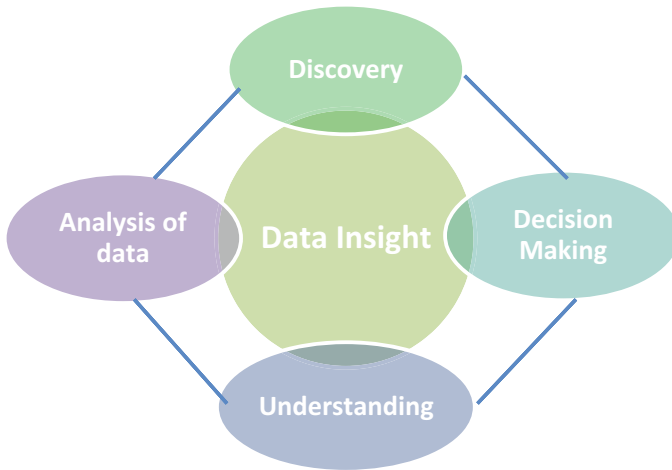 Discovery
Analysis of
data
Data Insight
Decision
Making
Understanding